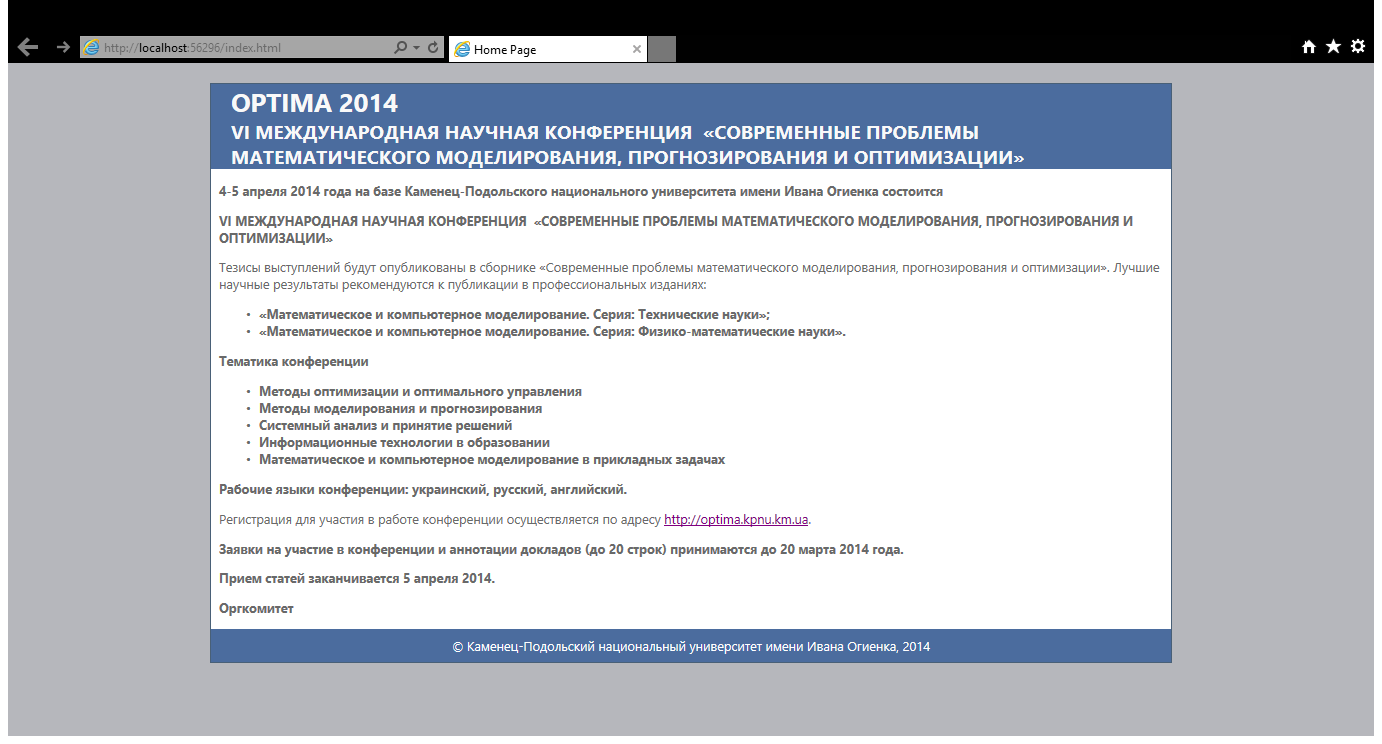 http://localhost:56296/index.html
Home Page
OPTIMA 2014
VI МЕЖДУНАРОДНАЯ НАУЧНАЯ КОНФЕРЕНЦИЯ «СОВРЕМЕННЫЕ ПРОБЛЕМЫ
МАТЕМАТИЧЕСКОГО МОДЕЛИРОВАНИЯ, ПРОГНОЗИРОВАНИЯ И ОПТИМИЗАЦИИ»
4-5 апреля 2014 года на базе Каменец-Подольского национального университета имени Ивана Огиенка состоится
VI МЕЖДУНАРОДНАЯ НАУЧНАЯ КОНФЕРЕНЦИЯ «СОВРЕМЕННЫЕ ПРОБЛЕМЫ МАТЕМАТИЧЕСКОГО МОДЕЛИРОВАНИЯ, ПРОГНОЗИРОВАНИЯ И
ОПТИМИЗАЦИИ»
Тезисы выступлений будут опубликованы в сборнике «Современные проблемы математического моделирования, прогнозирования и оптимизации». Лучшие
научные результаты рекомендуются к публикации в профессиональных изданиях:
• «Математическое и компьютерное моделирование. Серия: Технические науки»;
• «Математическое и компьютерное моделирование. Серия: Физико-математические науки».
Тематика конференции
• Методы оптимизации и оптимального управления
• Методы моделирования и прогнозирования
• Системный анализ и принятие решений
• Информационные технологии в образовании
• Математическое и компьютерное моделирование в прикладных задачах
Рабочие языки конференции: украинский, русский, английский.
Регистрация для участия в работе конференции осуществляется по адресу http://optima.kpnu.km.ua.
Заявки на участие в конференции и аннотации докладов (до 20 строк) принимаются до 20 марта 2014 года.
Прием статей заканчивается 5 апреля 2014.
Оргкомитет
© Каменец-Подольский национальный университет имени Ивана Огиенка, 2014